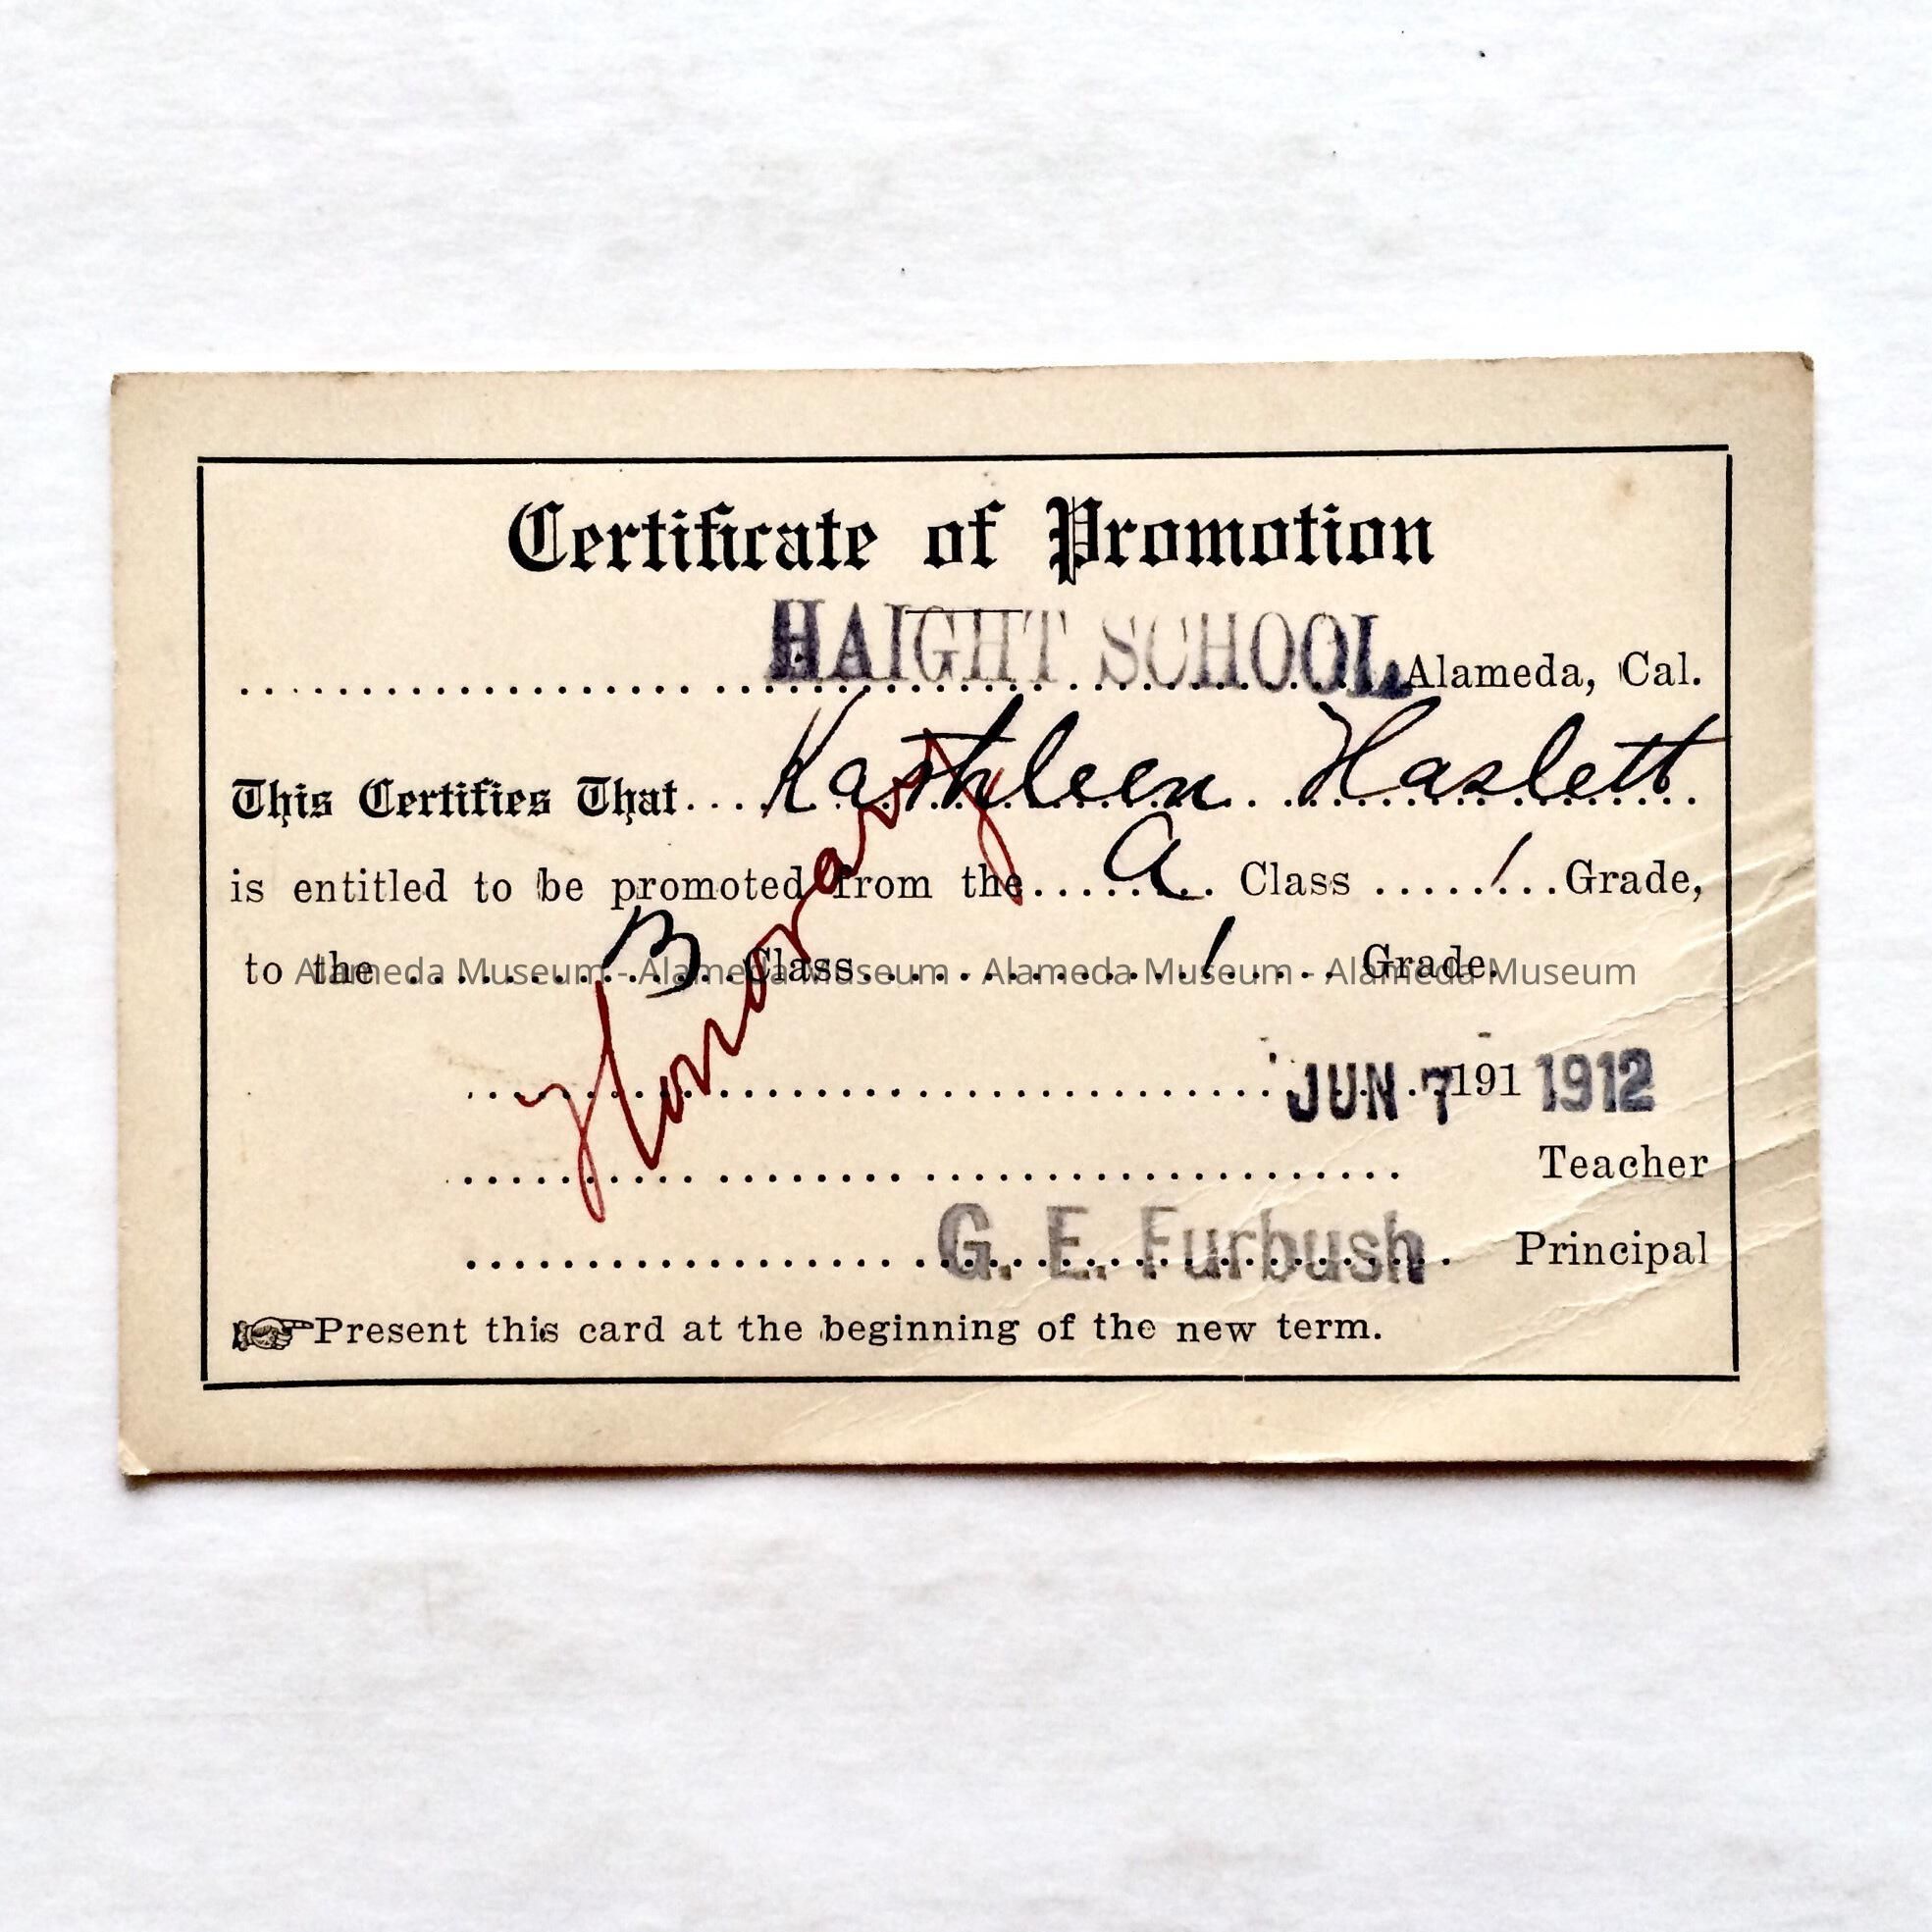 Certificate of Promotion
HAIGHT SCHOOL, Alameda, Cal.
This Certifies That Kathleen Haslett
is entitled to be promoted from the A Class 1 Grade,
to the B Class 1 Grade.
Honorary
Alameda Museum - Alameda Museum - Alameda Museum - Alameda Museum
JUN 7 191 1912
Teacher
G. E. Furbush Principal
☞Present this card at the beginning of the new term.